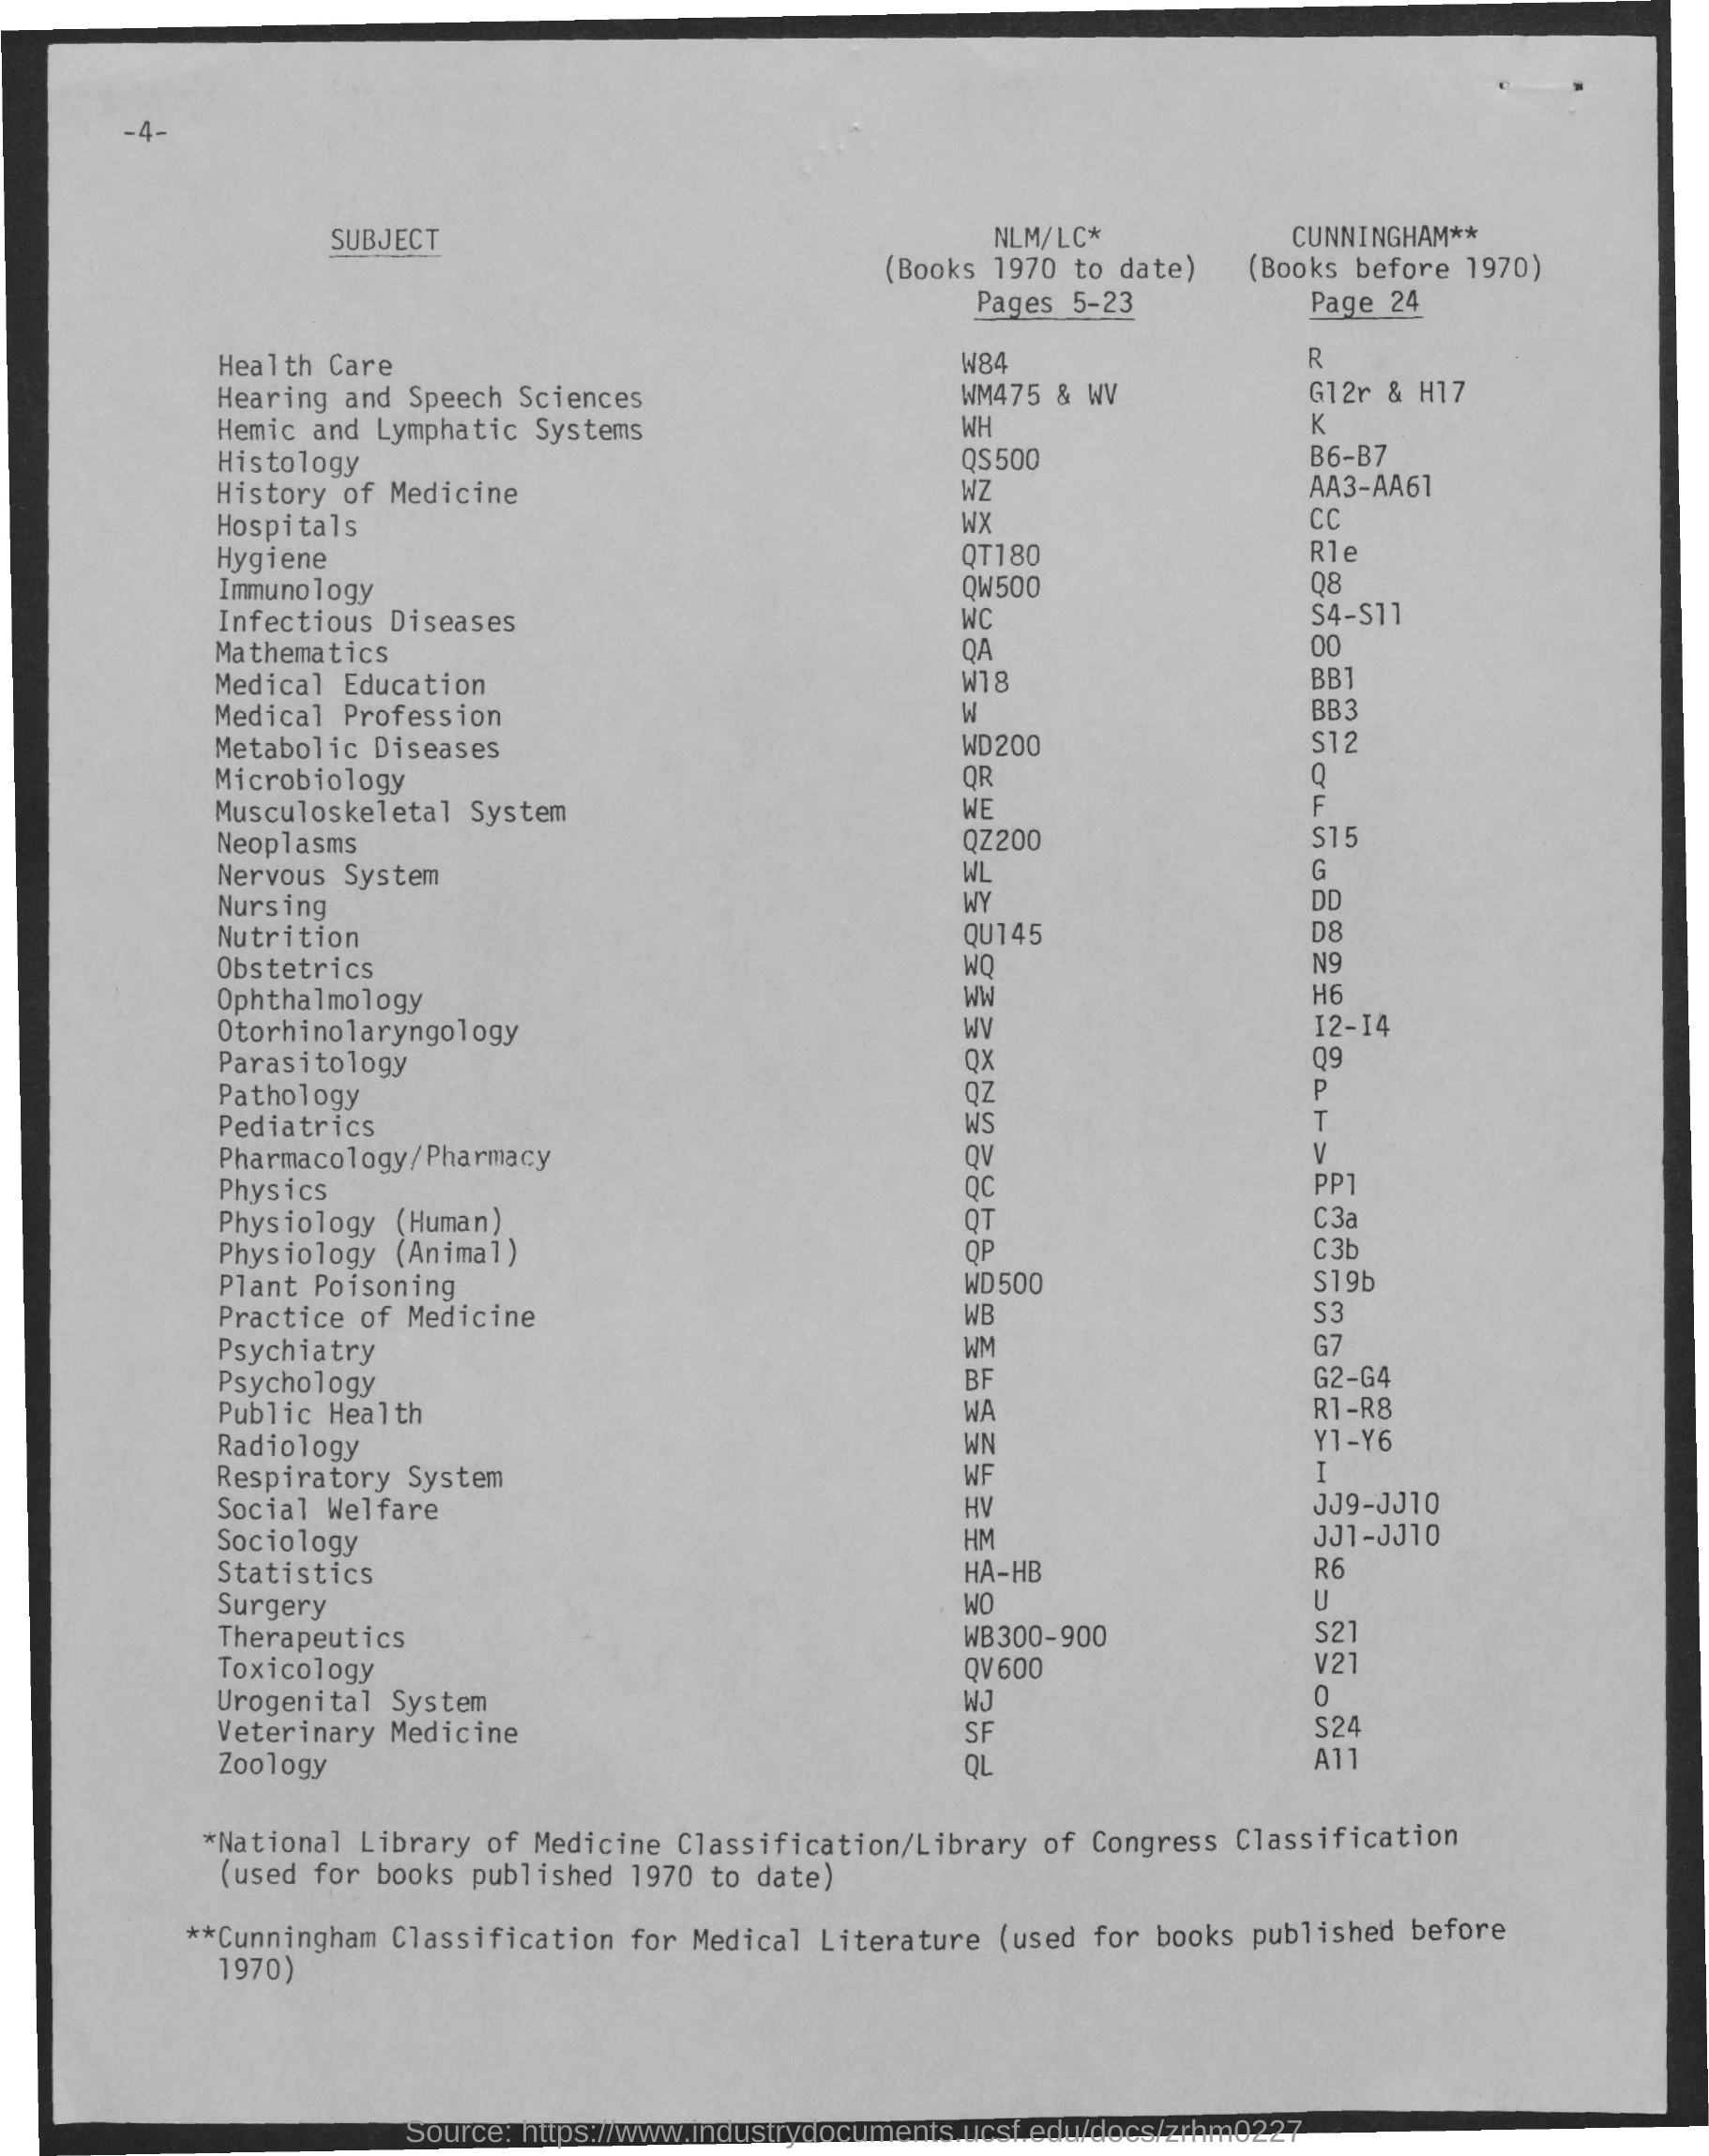 -4-
SUBJECT NLM/LC* CUNNINGHAM**
(Books 1970 to date) (Books before 1970)
Pages 5-23 Page 24
Health Care W84 R
Hearing and Speech Sciences WM475 & WV G12r & H17
Hemic and Lymphatic Systems WH K
Histology QS500 B6-B7
History of Medicine WZ AA3-AA61
Hospitals WX CC
Hygiene QT180 R1e
Immunology QW500 Q8
Infectious Diseases WC S4-S11
Mathematics QA OO
Medical Education W18 BB1
Medical Profession W BB3
Metabolic Diseases WD200 S12
Microbiology QR Q
Musculoskeletal System WE F
Neoplasms QZ200 S15
Nervous System WL G
Nursing WY DD
Nutrition QU145 D8
Obstetrics WQ N9
Ophthalmology WW H6
Otorhinolaryngology WV I2-I4
Parasitology QX Q9
Pathology QZ P
Pediatrics WS T
Pharmacology/Pharmacy QV V
Physics QC PP1
Physiology (Human) QT C3a
Physiology (Animal) QP C3b
Plant Poisoning WD500 S19b
Practice of Medicine WB S3
Psychiatry WM G7
Psychology BF G2-G4
Public Health WA R1-R8
Radiology WN Y1-Y6
Respiratory System WF I
Social Welfare HV JJ9-JJ10
Sociology HM JJ1-JJ10
Statistics HA-HB R6
Surgery WO U
Therapeutics WB300-900 S21
Toxicology QV600 V21
Urogenital System WJ O
Veterinary Medicine SF S24
Zoology QL A11
*National Library of Medicine Classification/Library of Congress Classification
(used for books published 1970 to date)
**Cunningham Classification for Medical Literature (used for books published before
1970)
Source: https://www.industrydocuments.ucsf.edu/docs/zrhm0227